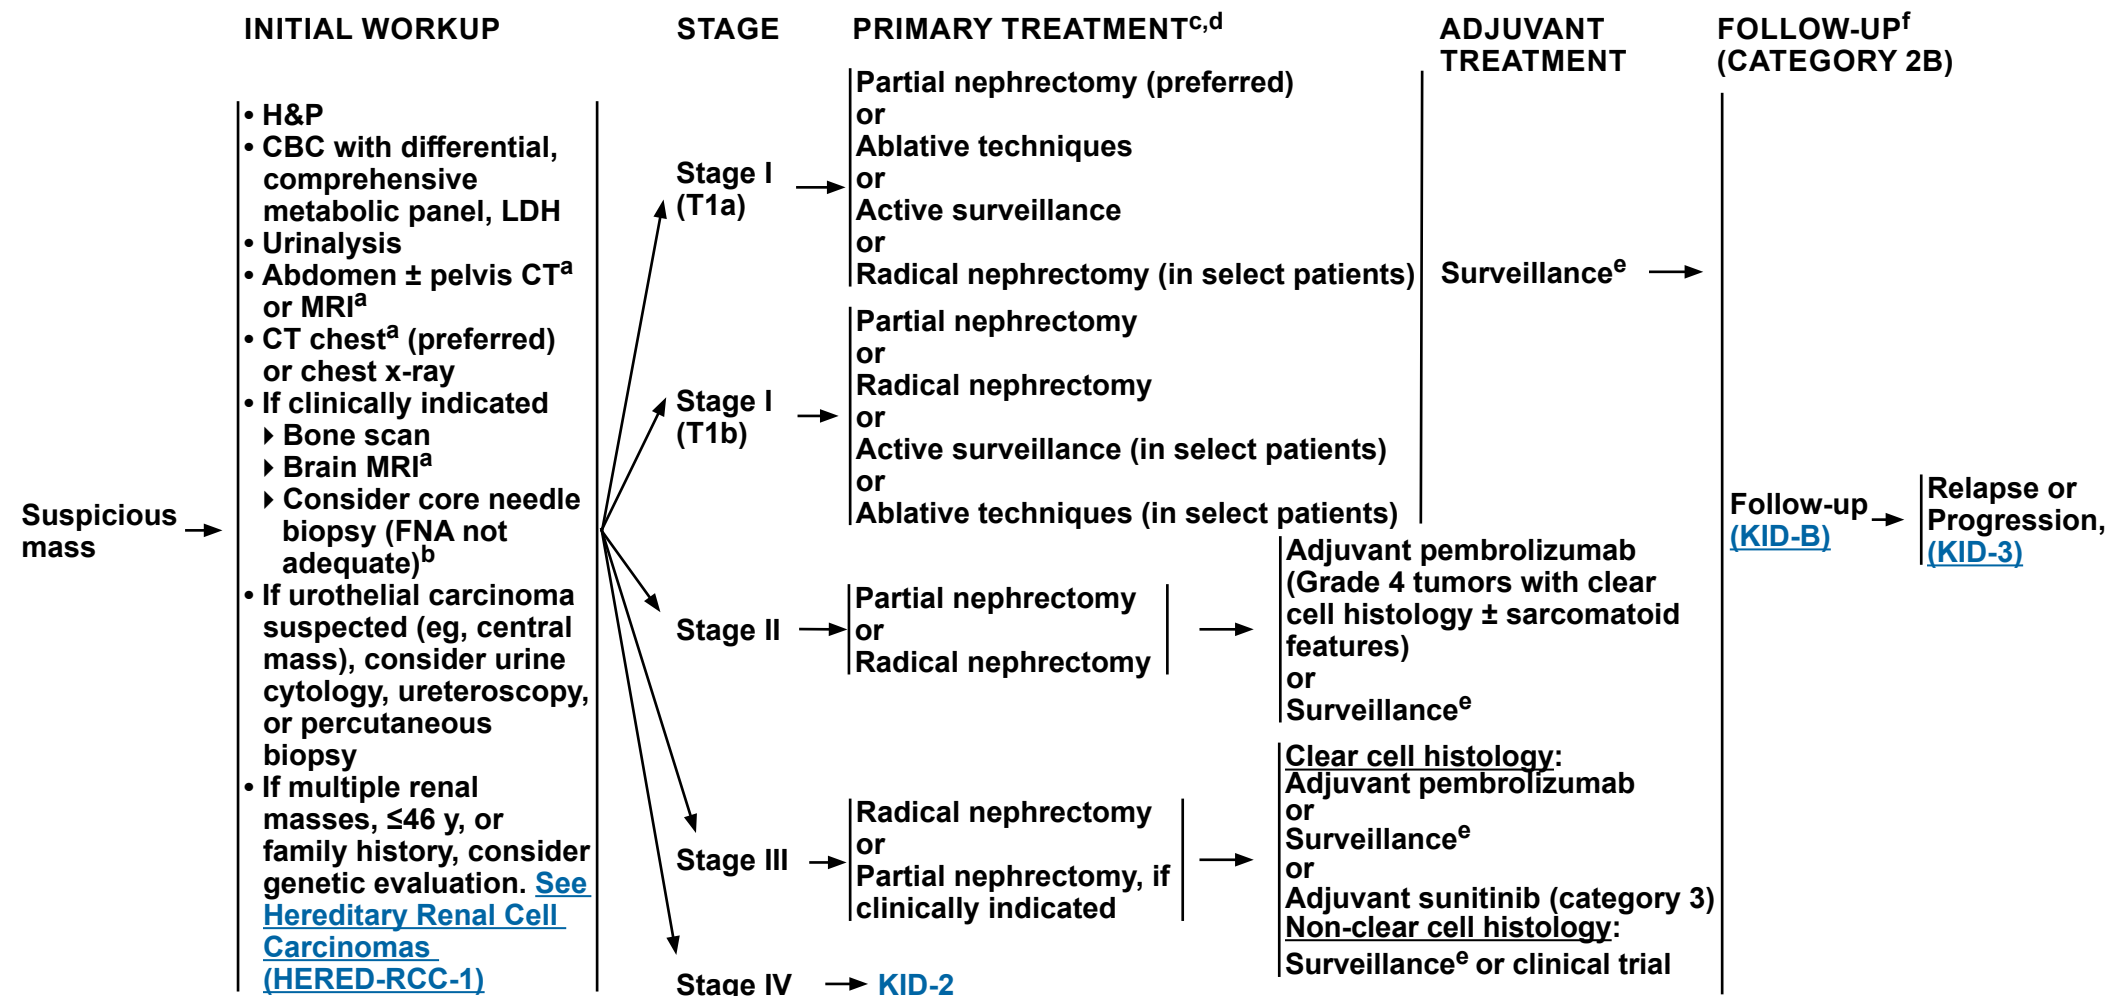 INITIAL WORKUP
STAGE
PRIMARY TREATMENTc,d
ADJUVANT
TREATMENT
FOLLOW-UPf
(CATEGORY 2B)
Suspicious
mass
• H&P
• CBC with differential,
comprehensive
metabolic panel, LDH
• Urinalysis
• Abdomen ± pelvis CTa
or MRIa
• CT chesta (preferred)
or chest x-ray
• If clinically indicated
Bone scan
Brain MRIa
Consider core needle
biopsy (FNA not
adequate)b
• If urothelial carcinoma
suspected (eg, central
mass), consider urine
cytology, ureteroscopy,
or percutaneous
biopsy
• If multiple renal
masses, ≤46 y, or
family history, consider
genetic evaluation. See
Hereditary Renal Cell
Carcinomas
(HERED-RCC-1)
Stage I
(T1a)
Partial nephrectomy (preferred)
or
Ablative techniques
or
Active surveillance
or
Radical nephrectomy (in select patients)
Stage I
(T1b)
Partial nephrectomy
or
Radical nephrectomy
or
Active surveillance (in select patients)
or
Ablative techniques (in select patients)
Surveillancee
Stage II
Partial nephrectomy
or
Radical nephrectomy
Adjuvant pembrolizumab
(Grade 4 tumors with clear
cell histology ± sarcomatoid
features)
or
Surveillancee
Stage III
Radical nephrectomy
or
Partial nephrectomy, if
clinically indicated
Clear cell histology:
Adjuvant pembrolizumab
or
Surveillancee
or
Adjuvant sunitinib (category 3)
Non-clear cell histology:
Surveillancee or clinical trial
Stage IV
KID-2
Follow-up
(KID-B)
Relapse or
Progression,
(KID-3)